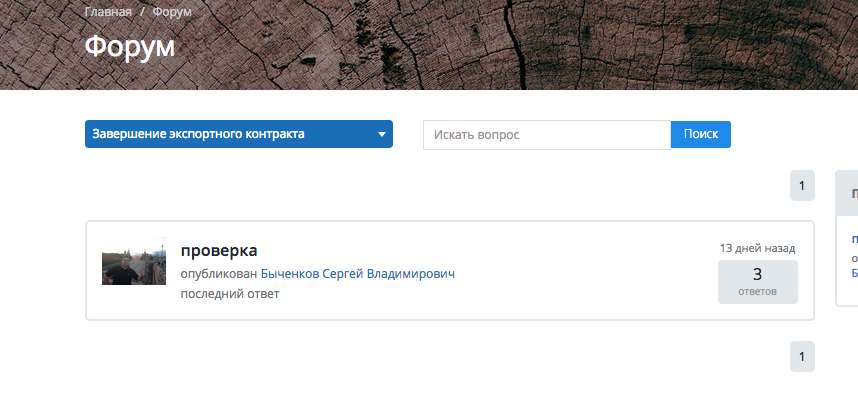 Главная / Форум
Форум
Завершение экспортного контракта
Искать вопрос
Поиск
1
проверка
опубликован Быченков Сергей Владимирович
последний ответ
13 дней назад
3
ответов
1